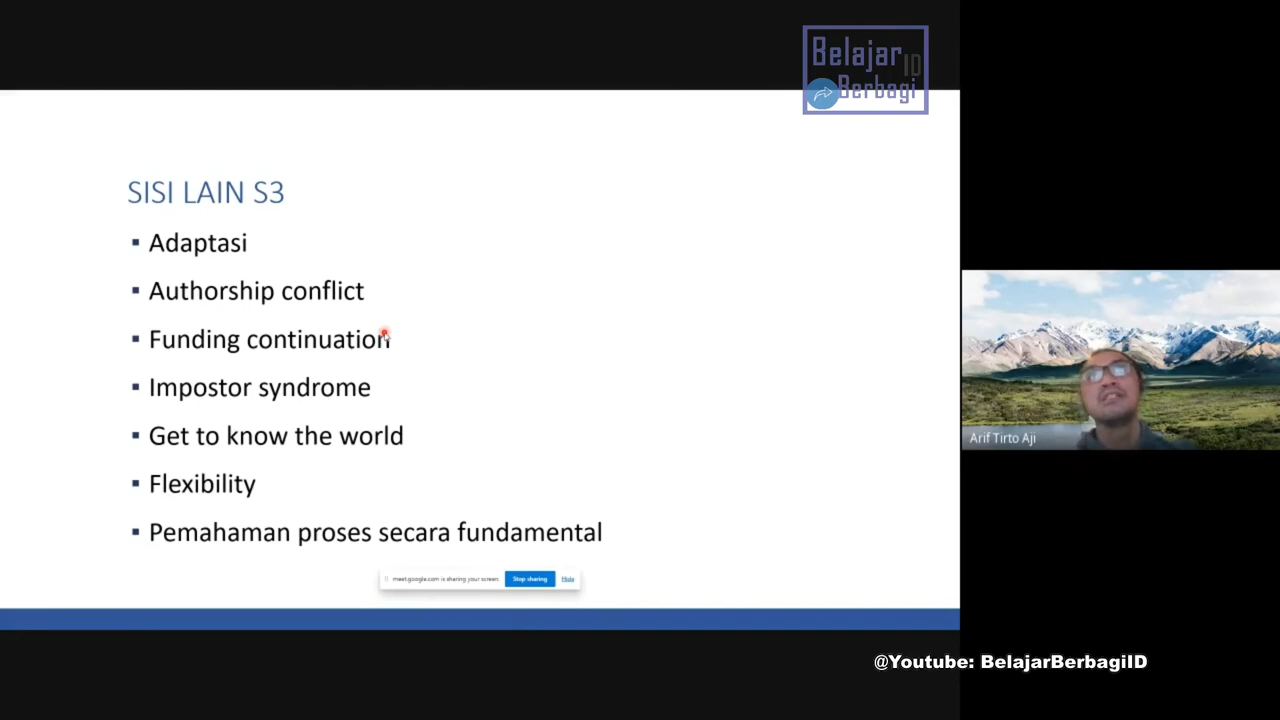 Belajar ID
Berbagi
SISI LAIN S3
▪ Adaptasi
▪ Authorship conflict
▪ Funding continuation
▪ Impostor syndrome
▪ Get to know the world
▪ Flexibility
▪ Pemahaman proses secara fundamental
meet.google.com is sharing your screen. Stop sharing Hide
Arif Tirto Aji
@Youtube: BelajarBerbagiID